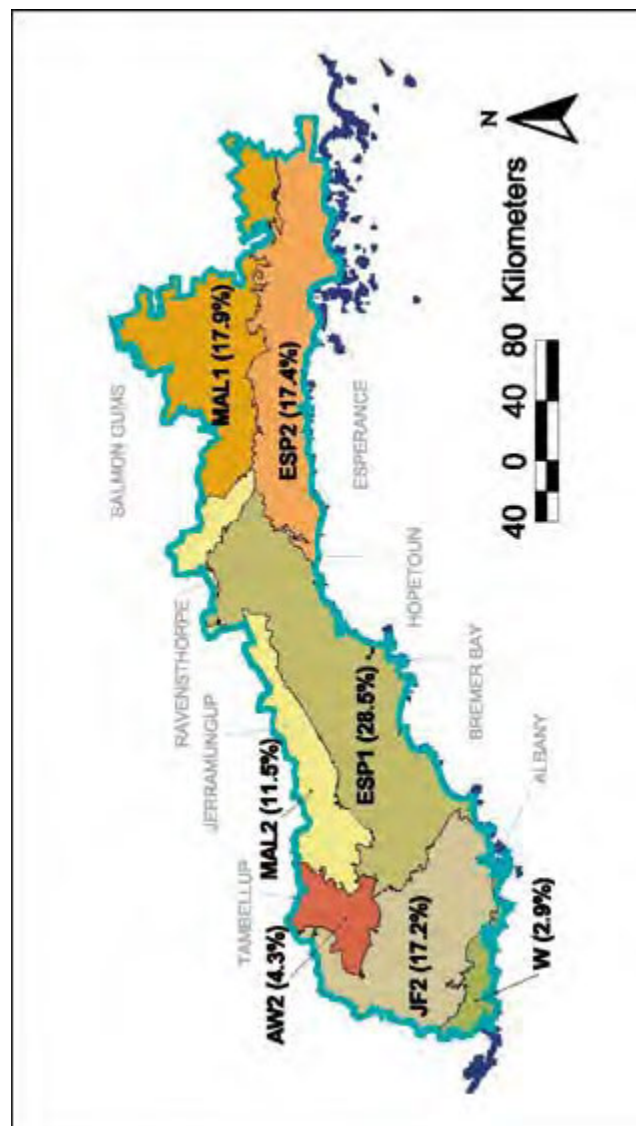 SALMON GUMS
RAVENSTHORPE
JERRAMUNGUP
TAMBELLUP
MAL1 (17.9%)
MAL2 (11.5%)
AW2 (4.3%)
ESP2 (17.4%)
ESP1 (28.5%)
JF2 (17.2%)
W (2.9%)
ESPERANCE
HOPETOUN
BREMER BAY
ALBANY
N
40 0 40 80 Kilometers